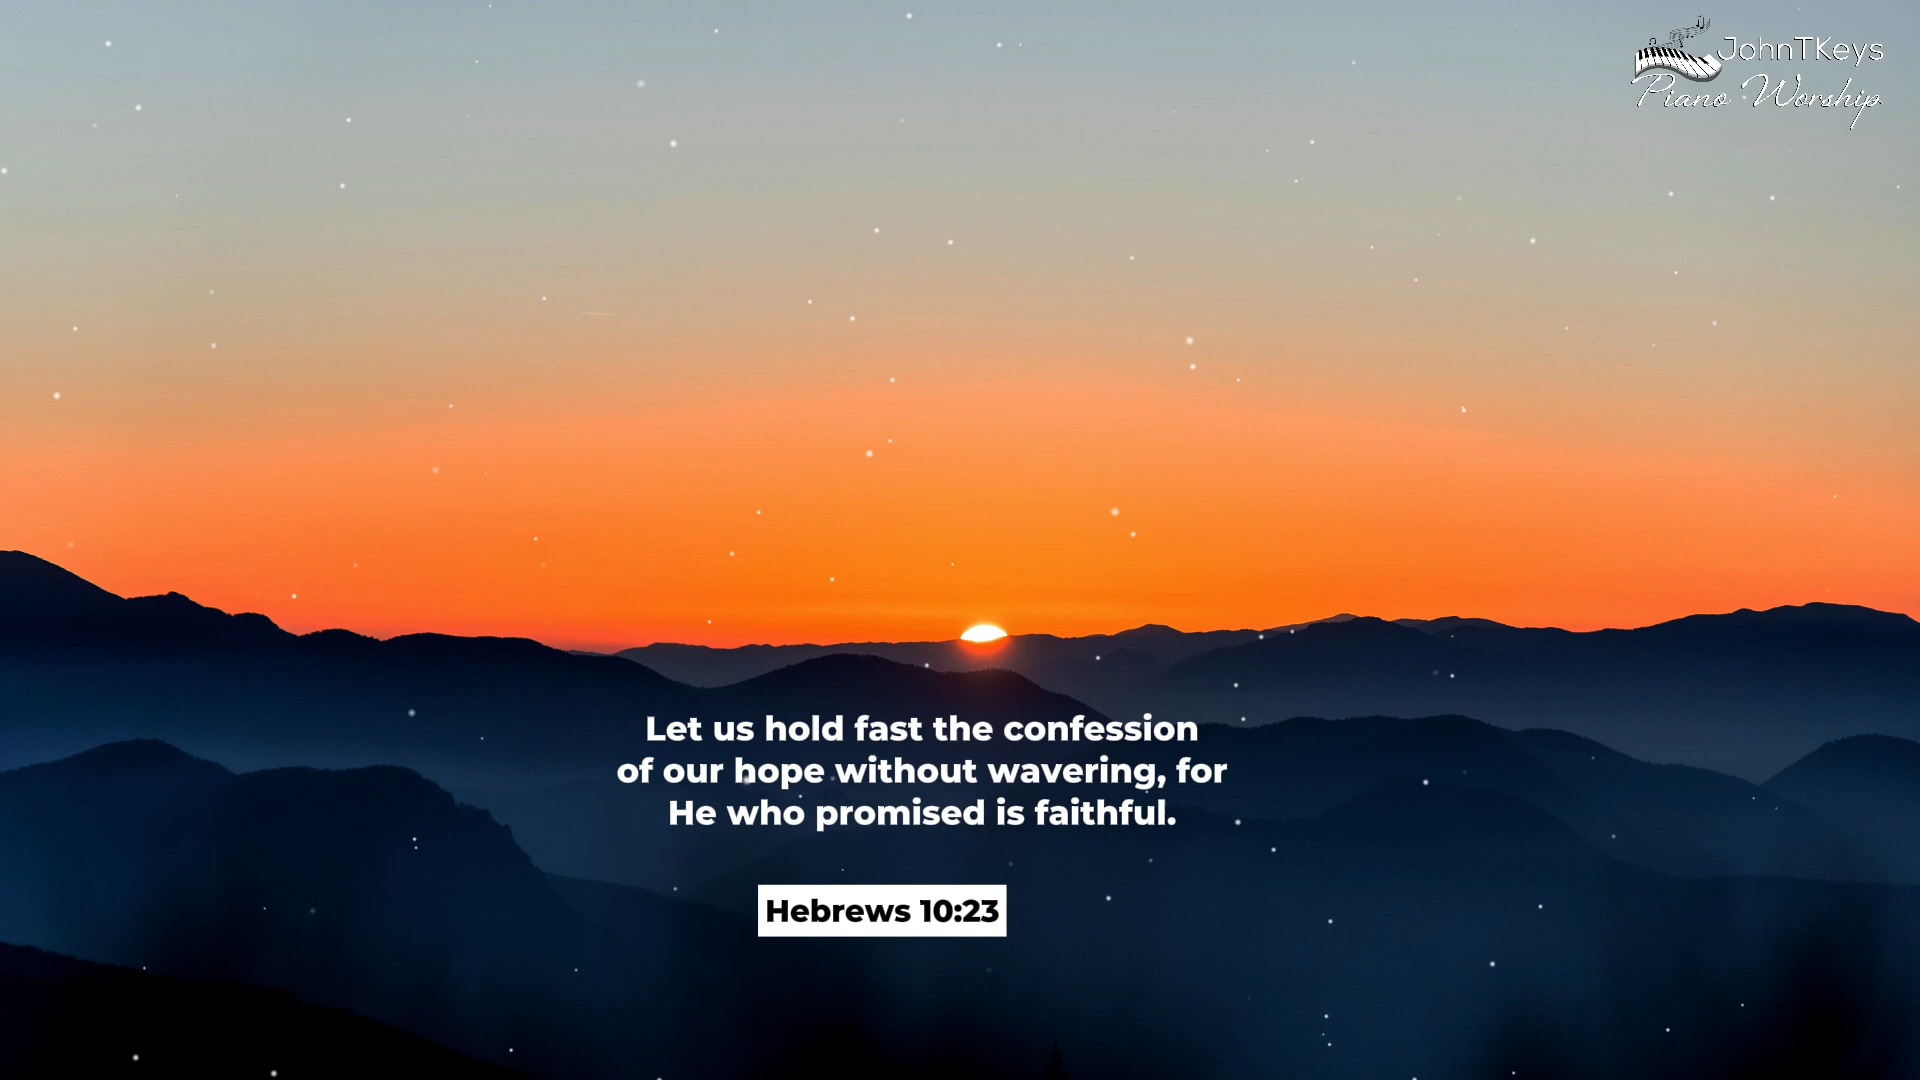 JohnTKeys
Piano Worship
Let us hold fast the confession
of our hope without wavering, for
He who promised is faithful.
Hebrews 10:23